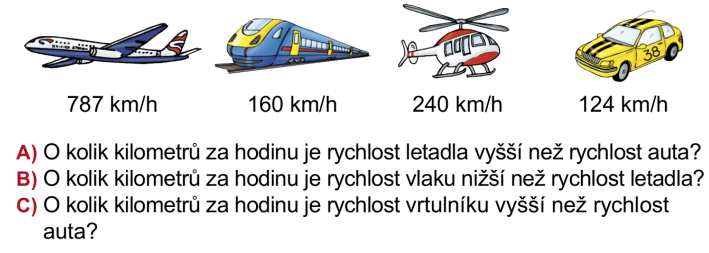 38
787 km/h 160 km/h 240 km/h 124 km/h
A) O kolik kilometrů za hodinu je rychlost letadla vyšší než rychlost auta?
B) O kolik kilometrů za hodinu je rychlost vlaku nižší než rychlost letadla?
C) O kolik kilometrů za hodinu je rychlost vrtulníku vyšší než rychlost
auta?